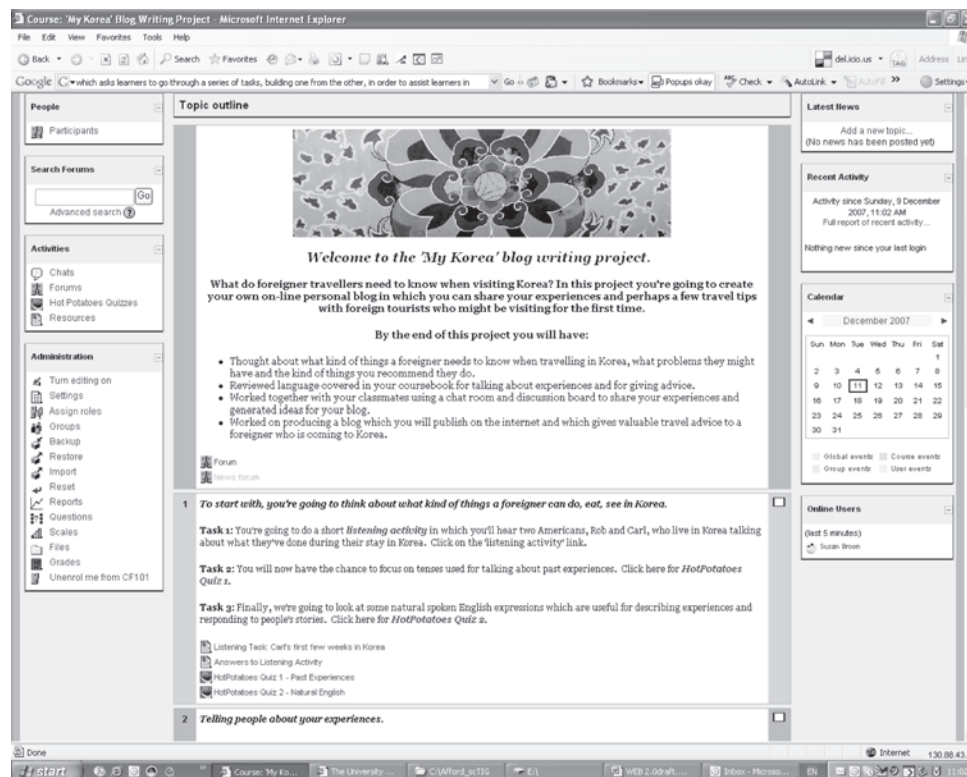 Course: 'My Korea' Blog Writing Project - Microsoft Internet Explorer
File Edit View Favorites Tools Help
Back Search Favorites del.icio.us TAG Address Lin
Google which asks learners to go through a series of tasks, building one from the other, in order to assist learners in Go Bookmarks Popups okay Check AutoLink AutoFill Settings
People
Participants
Search Forums
Go
Advanced search
Activities
Chats
Forums
Hot Potatoes Quizzes
Resources
Administration
Turn editing on
Settings
Assign roles
Groups
Backup
Restore
Import
Reset
Reports
Questions
Scales
Files
Grades
Unenrol me from CF101
Topic outline
Welcome to the 'My Korea' blog writing project.
What do foreigner travellers need to know when visiting Korea? In this project you're going to create
your own on-line personal blog in which you can share your experiences and perhaps a few travel tips
with foreign tourists who might be visiting for the first time.
By the end of this project you will have:
• Thought about what kind of things a foreigner needs to know when travelling in Korea, what problems they might
have and the kind of things you recommend they do.
• Reviewed language covered in your coursebook for talking about experiences and for giving advice.
• Worked together with your classmates using a chat room and discussion board to share your experiences and
generated ideas for your blog.
• Worked on producing a blog which you will publish on the internet and which gives valuable travel advice to a
foreigner who is coming to Korea.
Forum
News forum
1 To start with, you're going to think about what kind of things a foreigner can do, eat, see in Korea.
Task 1: You're going to do a short listening activity in which you'll hear two Americans, Rob and Carl, who live in Korea talking
about what they've done during their stay in Korea. Click on the 'listening activity' link.
Task 2: You will now have the chance to focus on tenses used for talking about past experiences. Click here for HotPotatoes
Quiz 1.
Task 3: Finally, we're going to look at some natural spoken English expressions which are useful for describing experiences and
responding to people's stories. Click here for HotPotatoes Quiz 2.
Listening Task: Carl's first few weeks in Korea
Answers to Listening Activity
HotPotatoes Quiz 1 - Past Experiences
HotPotatoes Quiz 2 - Natural English
2 Telling people about your experiences.
Latest News
Add a new topic...
(No news has been posted yet)
Recent Activity
Activity since Sunday, 9 December
2007, 11:02 AM
Full report of recent activity...
Nothing new since your last login
Calendar
December 2007
Sun Mon Tue Wed Thu Fri Sat
1
2 3 4 5 6 7 8
9 10 11 12 13 14 15
16 17 18 19 20 21 22
23 24 25 26 27 28 29
30 31
Global events Course events
Group events User events
Online Users
(last 5 minutes)
Susan Brown
Done Internet 130.88.43
start Course: 'My Ko... The University ... C:\Afford_scTIG E:\ WEB 2.0draft.... Inbox - Microso... EN 11:02